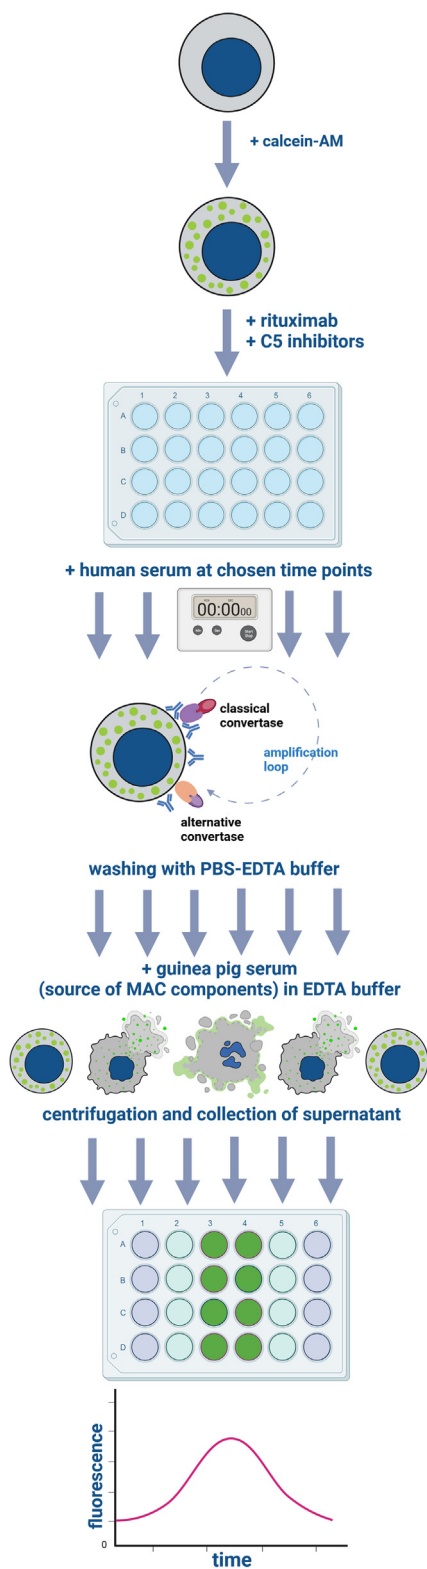 + calcein-AM
+ rituximab
+ C5 inhibitors
1 2 3 4 5 6
A
B
C
D
+ human serum at chosen time points
00:00 00
classical
convertase
amplification
loop
alternative
convertase
washing with PBS-EDTA buffer
+ guinea pig serum
(source of MAC components) in EDTA buffer
centrifugation and collection of supernatant
1 2 3 4 5 6
A
B
C
D
fluorescence
0
time